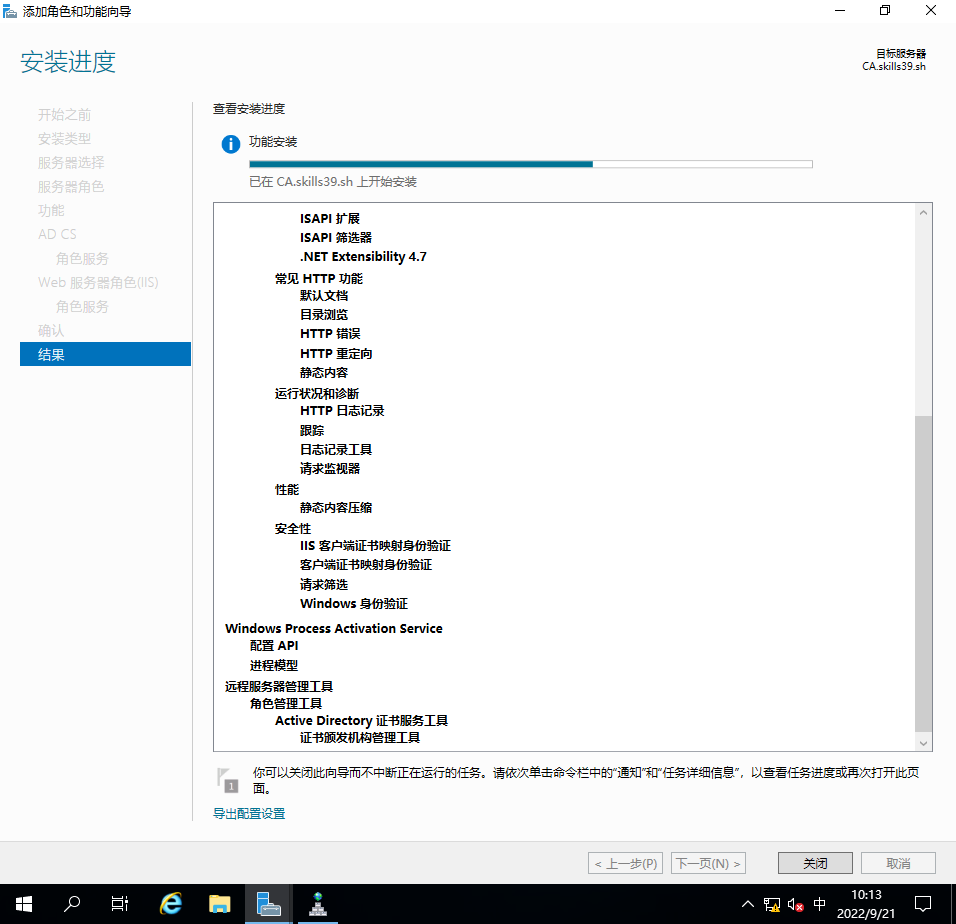 添加角色和功能向导
安装进度
目标服务器
CA.skills39.sh
开始之前
安装类型
服务器选择
服务器角色
功能
AD CS
角色服务
Web 服务器角色(IIS)
角色服务
确认
结果
查看安装进度
功能安装
已在 CA.skills39.sh 上开始安装
ISAPI 扩展
ISAPI 筛选器
.NET Extensibility 4.7
常见 HTTP 功能
默认文档
目录浏览
HTTP 错误
HTTP 重定向
静态内容
运行状况和诊断
HTTP 日志记录
跟踪
日志记录工具
请求监视器
性能
静态内容压缩
安全性
IIS 客户端证书映射身份验证
客户端证书映射身份验证
请求筛选
Windows 身份验证
Windows Process Activation Service
配置 API
进程模型
远程服务器管理工具
角色管理工具
Active Directory 证书服务工具
证书颁发机构管理工具
1
你可以关闭此向导而不中断正在运行的任务。请依次单击命令栏中的"通知"和"任务详细信息"，以查看任务进度或再次打开此页
面。
导出配置设置
< 上一步(P)
下一页(N) >
关闭
取消
中
10:13
2022/9/21